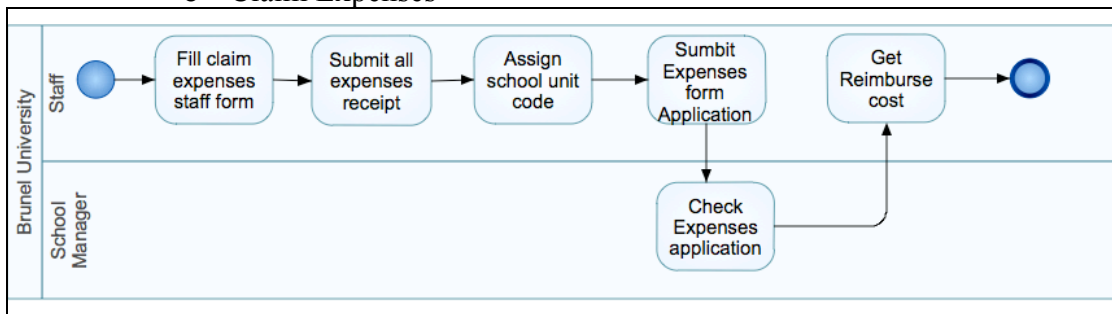 Claim Expenses
Brunel University
Staff
Fill claim
expenses
staff form
Submit all
expenses
receipt
Assign
school unit
code
Sumbit
Expenses
form
Application
Get
Reimburse
cost
School
Manager
Check
Expenses
application